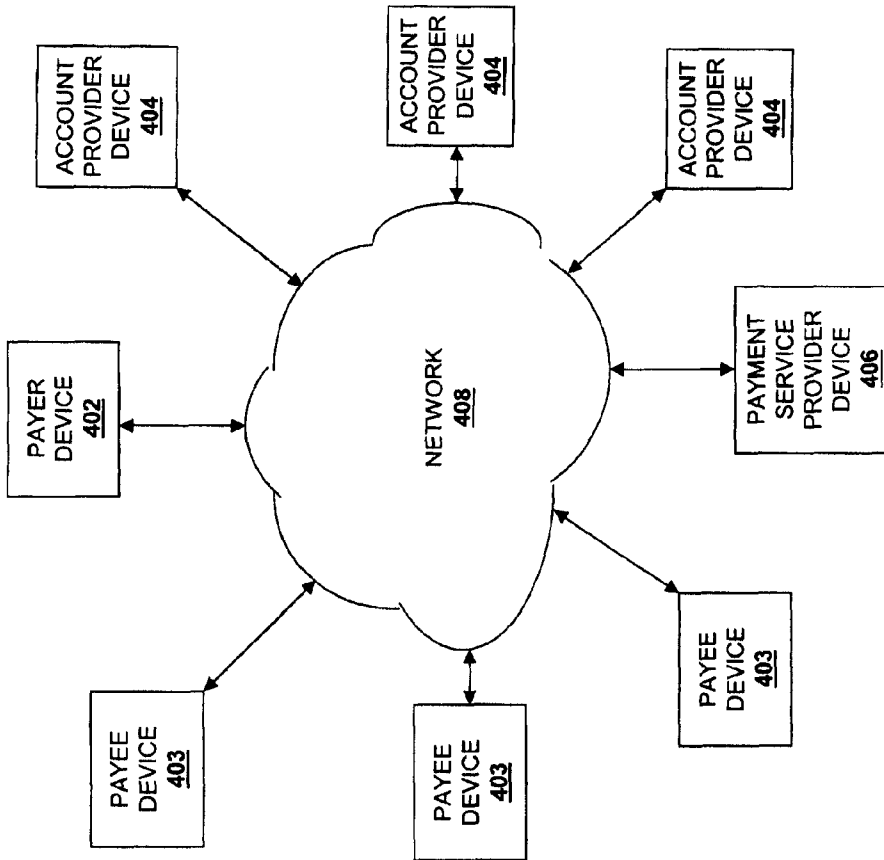 PAYER
DEVICE
402
PAYEE
DEVICE
403
ACCOUNT
PROVIDER
DEVICE
404
PAYEE
DEVICE
403
NETWORK
408
ACCOUNT
PROVIDER
DEVICE
404
PAYEE
DEVICE
403
PAYMENT
SERVICE
PROVIDER
DEVICE
406
ACCOUNT
PROVIDER
DEVICE
404